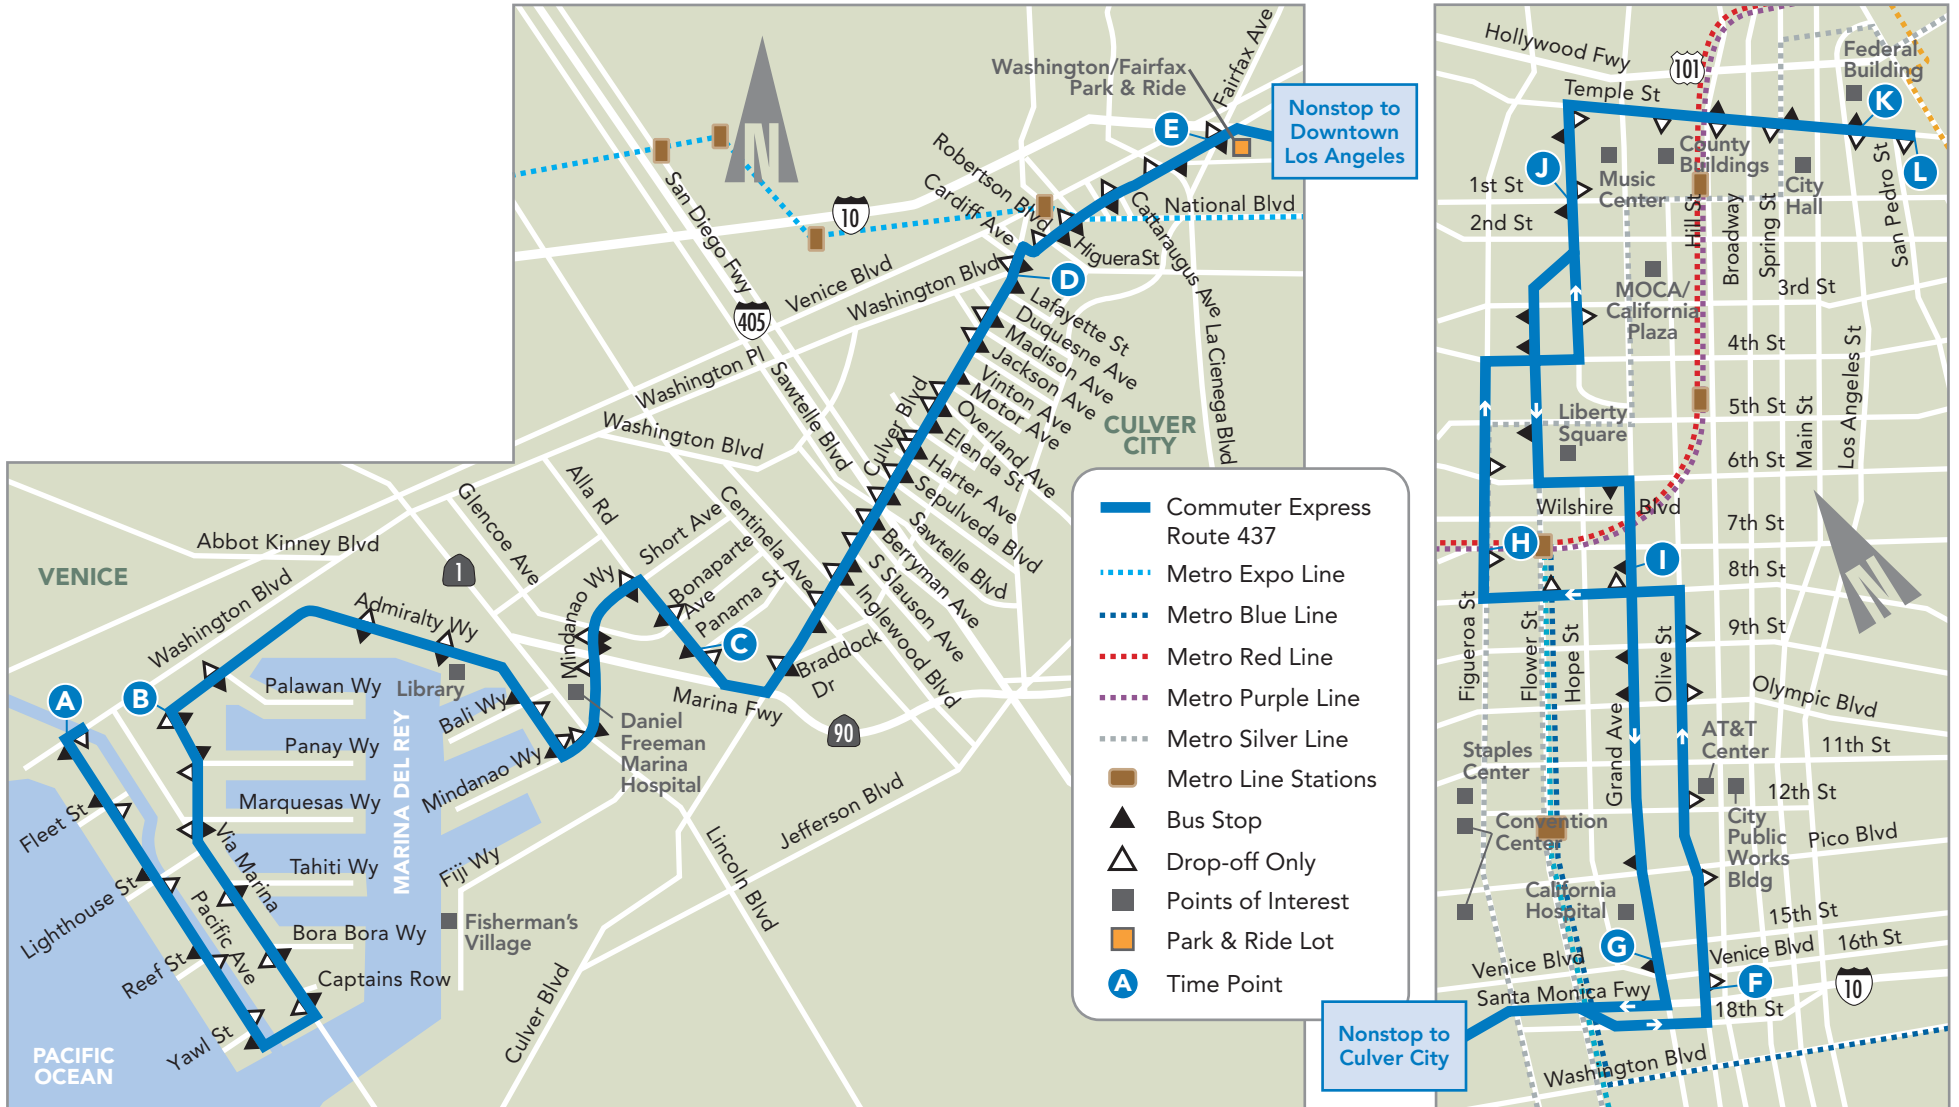 Fairfax Ave
Washington/Fairfax
Park & Ride
Nonstop to
Downtown
Los Angeles
E
N
Robertson Blvd
Cardiff Ave
San Diego Fwy
10
National Blvd
Cattaraugus Ave
Higuera St
Venice Blvd
Washington Blvd
D
405
Lafayette St
Duquesne Ave
Madison Ave
Jackson Ave
Vinton Ave
Motor Ave
Overland Ave
Elenda St
Harter Ave
Sepulveda Blvd
Sawtelle Blvd
Berryman Ave
S Slauson Ave
Inglewood Blvd
Braddock
Dr
La Cienega Blvd
CULVER
CITY
Washington Pl
Sawtelle Blvd
Washington Blvd
Culver Blvd
Alla Rd
Glencoe Ave
Short Ave
Centinela Ave
Bonaparte
Ave
Panama St
C
Abbot Kinney Blvd
1
VENICE
Washington Blvd
Admiralty Wy
Mindanao Wy
Marina Fwy
90
A
B
Palawan Wy
Library
Bali Wy
Panay Wy
MARINA DEL REY
Mindanao Wy
Daniel
Freeman
Marina
Hospital
Marquesas Wy
Fleet St
Via Marina
Tahiti Wy
Fiji Wy
Jefferson Blvd
Lincoln Blvd
Lighthouse St
Pacific Ave
Bora Bora Wy
Fisherman's
Village
Reef St
Captains Row
Culver Blvd
Yawl St
PACIFIC
OCEAN
Commuter Express
Route 437
Metro Expo Line
Metro Blue Line
Metro Red Line
Metro Purple Line
Metro Silver Line
Metro Line Stations
Bus Stop
Drop-off Only
Points of Interest
Park & Ride Lot
A
Time Point
Nonstop to
Culver City
Hollywood Fwy
101
Federal
Building
Temple St
K
J
County
Buildings
Music
Center
City
Hall
L
1st St
2nd St
Hill St
Broadway
Spring St
San Pedro St
MOCA/
California
Plaza
3rd St
4th St
Liberty
Square
5th St
Main St
Los Angeles St
6th St
Wilshire Blvd
7th St
H
I
8th St
N
Figueroa St
Flower St
Hope St
Olive St
9th St
Olympic Blvd
Grand Ave
AT&T
Center
11th St
Staples
Center
12th St
Convention
Center
City
Public
Works
Bldg
Pico Blvd
California
Hospital
15th St
G
Venice Blvd
Venice Blvd
16th St
F
Santa Monica Fwy
18th St
10
Washington Blvd